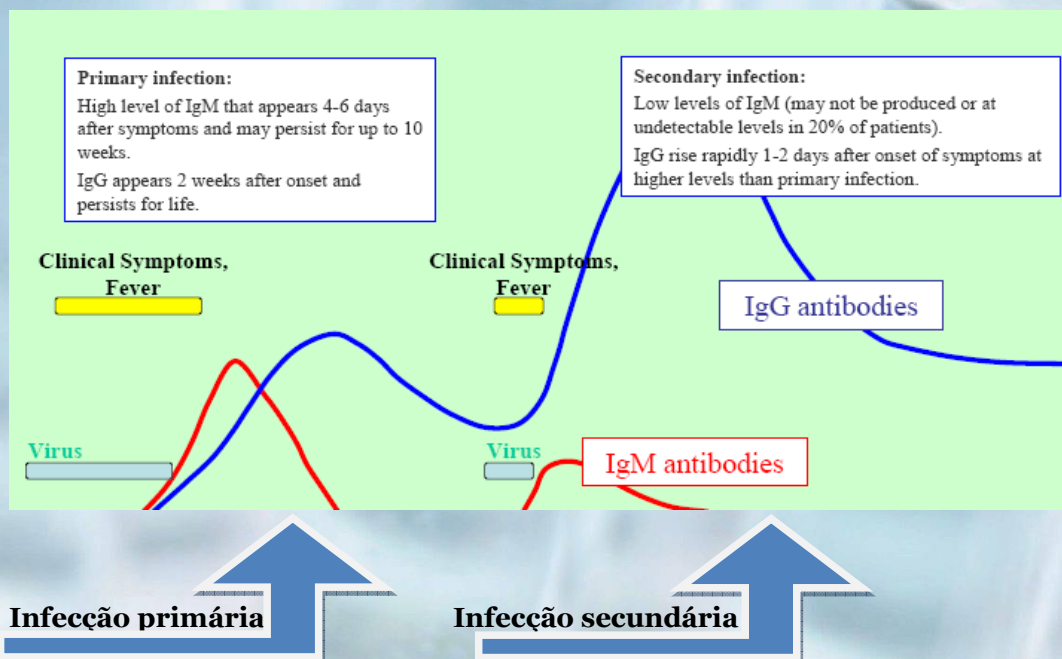 Primary infection:
High level of IgM that appears 4-6 days
after symptoms and may persist for up to 10
weeks.
IgG appears 2 weeks after onset and
persists for life.
Secondary infection:
Low levels of IgM (may not be produced or at
undetectable levels in 20% of patients).
IgG rise rapidly 1-2 days after onset of symptoms at
higher levels than primary infection.
Clinical Symptoms,
Fever
Clinical Symptoms,
Fever
IgG antibodies
Virus
Virus
IgM antibodies
Infecção primária
Infecção secundária